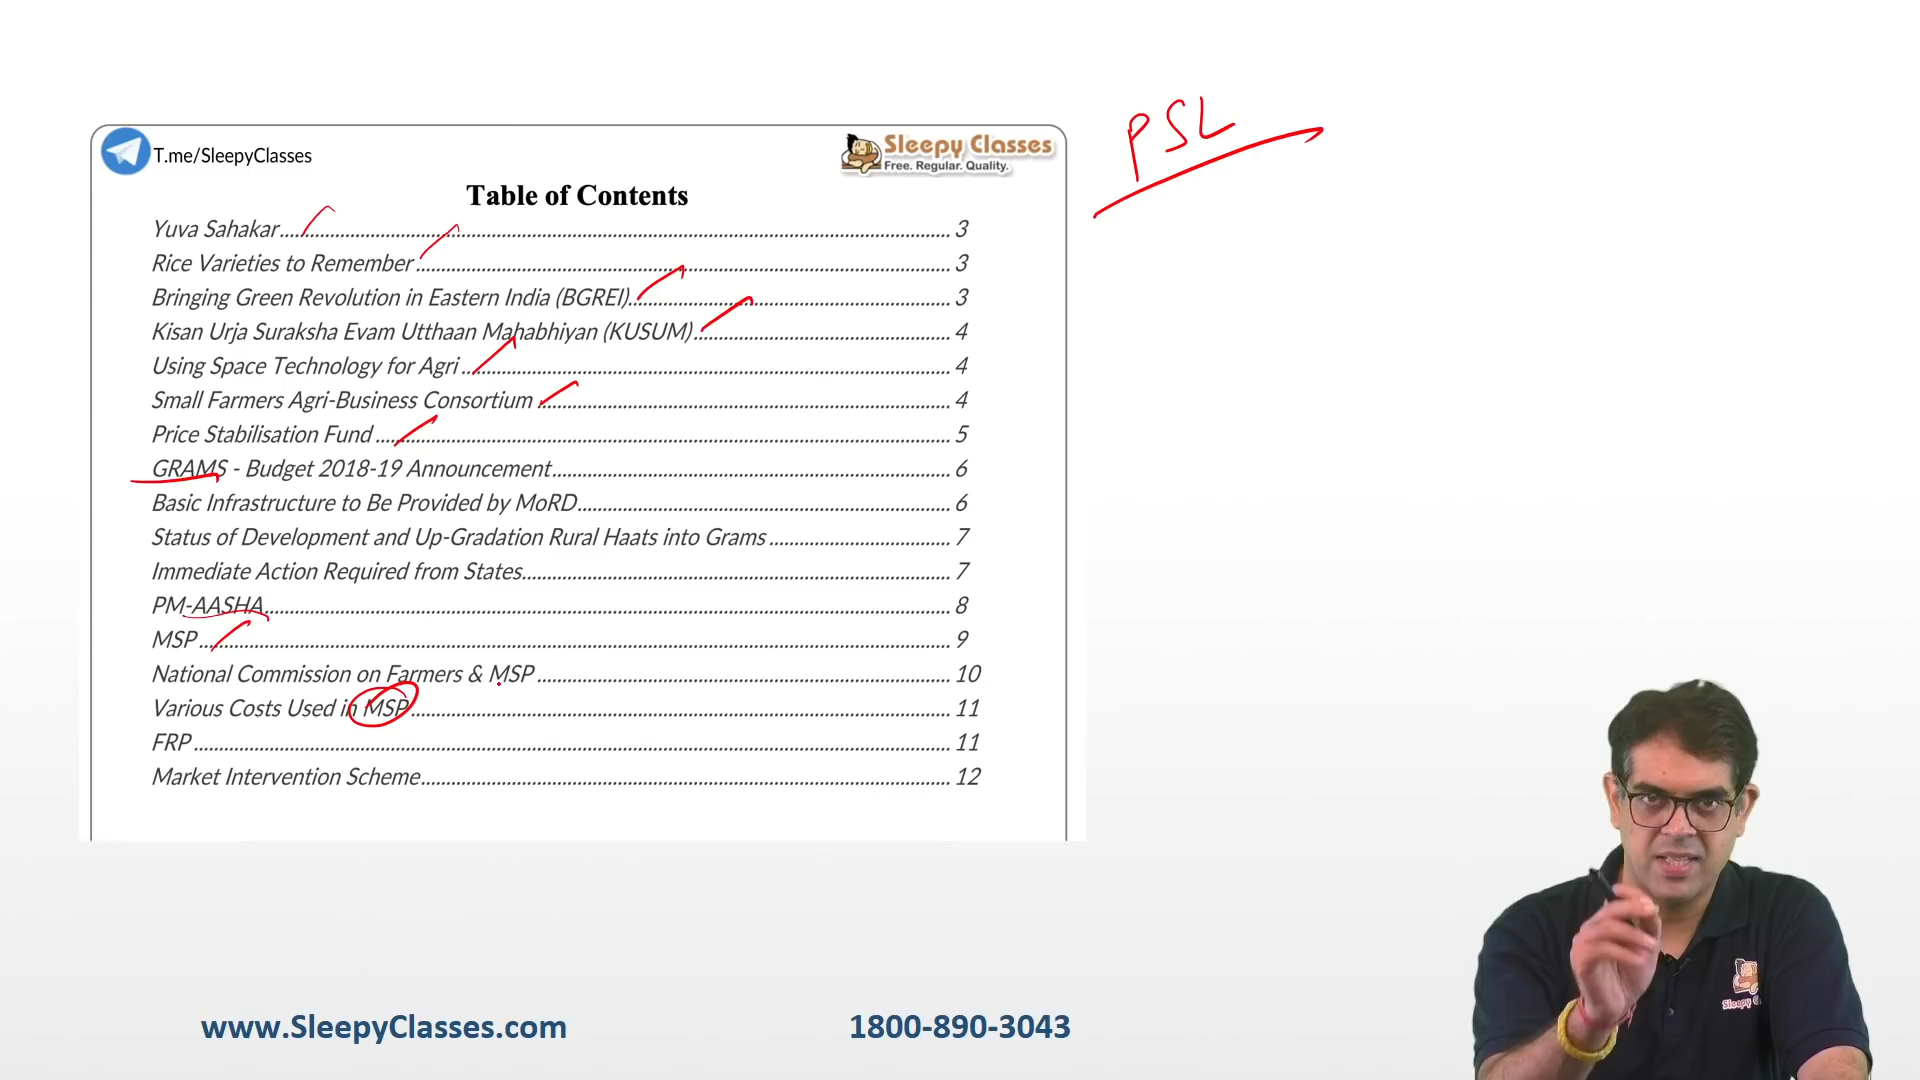 T.me/SleepyClasses
Sleepy Classes
Free. Regular. Quality.
PSL
Table of Contents
Yuva Sahakar.......... 3
Rice Varieties to Remember.......... 3
Bringing Green Revolution in Eastern India (BGREI).......... 3
Kisan Urja Suraksha Evam Utthaan Mahabhiyan (KUSUM).......... 4
Using Space Technology for Agri.......... 4
Small Farmers Agri-Business Consortium.......... 4
Price Stabilisation Fund.......... 5
GRAMS - Budget 2018-19 Announcement.......... 6
Basic Infrastructure to Be Provided by MoRD.......... 6
Status of Development and Up-Gradation Rural Haats into Grams.......... 7
Immediate Action Required from States.......... 7
PM-AASHA.......... 8
MSP.......... 9
National Commission on Farmers & MSP.......... 10
Various Costs Used in MSP.......... 11
FRP.......... 11
Market Intervention Scheme.......... 12
www.SleepyClasses.com
1800-890-3043